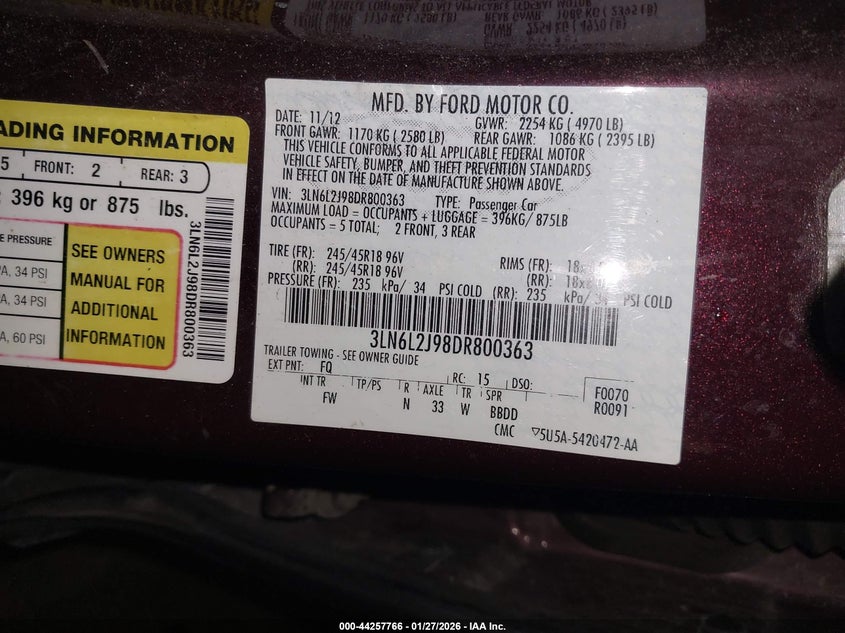 ADING INFORMATION
5 FRONT: 2 REAR: 3
396 kg or 875 lbs.
E PRESSURE
A, 34 PSI
A, 34 PSI
A, 60 PSI
SEE OWNERS
MANUAL FOR
ADDITIONAL
INFORMATION
3LN6L2J98DR800363
MFD. BY FORD MOTOR CO.
DATE: 11/12 GVWR: 2254 KG ( 4970 LB)
FRONT GAWR: 1170 KG ( 2580 LB) REAR GAWR: 1086 KG ( 2395 LB)
THIS VEHICLE CONFORMS TO ALL APPLICABLE FEDERAL MOTOR
VEHICLE SAFETY, BUMPER, AND THEFT PREVENTION STANDARDS
IN EFFECT ON THE DATE OF MANUFACTURE SHOWN ABOVE.
VIN: 3LN6L2J98DR800363 TYPE: Passenger Car
MAXIMUM LOAD = OCCUPANTS + LUGGAGE = 396KG/ 875LB
OCCUPANTS = 5 TOTAL; 2 FRONT, 3 REAR
TIRE (FR): 245/45R18 96V RIMS (FR): 18x
(RR): 245/45R18 96V (RR): 18x
PRESSURE (FR): 235 kPa/ 34 PSI COLD (RR): 235 kPa/ 34 PSI COLD
3LN6L2J98DR800363
TRAILER TOWING - SEE OWNER GUIDE
EXT PNT: FQ RC: 15 DSO:
INT TR TP/PS R AXLE TR SPR
FW N 33 W BBDD
F0070
R0091
CMC 5U5A-5420472-AA
000-44257766 — 01/27/2026 — IAA Inc.